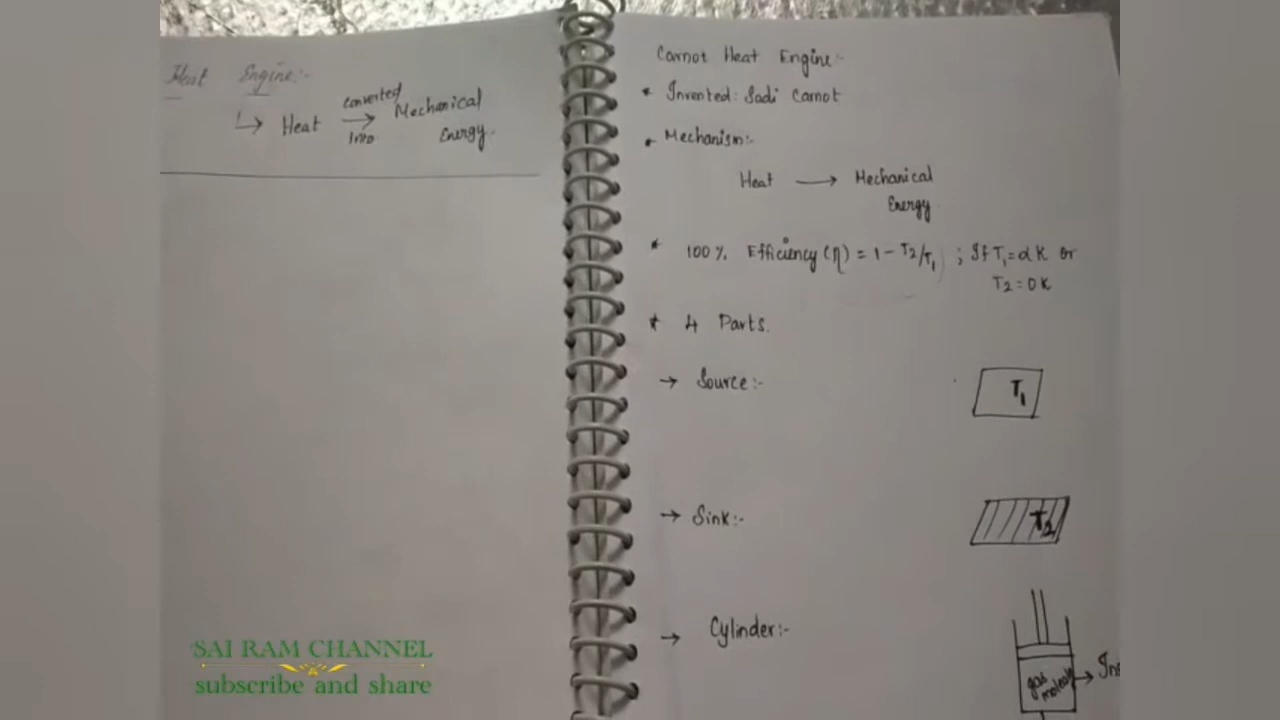 Heat Engine:-
↳ Heat converted → Into Mechanical
Energy.
Carnot Heat Engine:-
* Invented: Sadi Carnot
* Mechanism:-
Heat → Mechanical
Energy
* 100% Efficiency (η) = 1 - T2/T1 ; If T1 = α K or
T2 = 0 K
* 4 Parts.
→ Source:-
T1
→ Sink:-
T2
→ Cylinder:-
gas
SAI RAM CHANNEL
subscribe and share